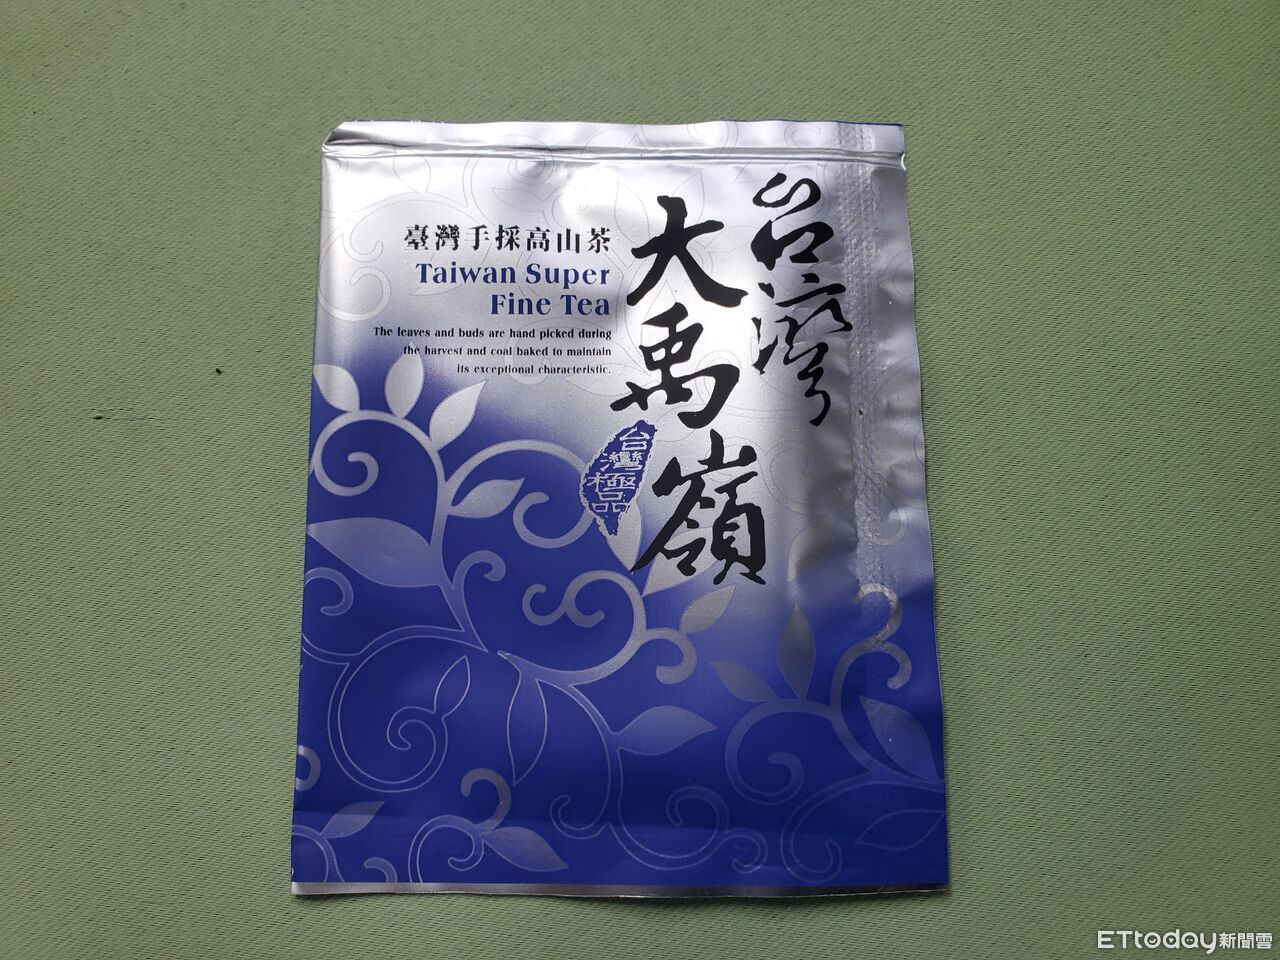 台灣
大禹嶺
臺灣手採高山茶
Taiwan Super
Fine Tea
The leaves and buds are hand picked during
the harvest and coal baked to maintain
its exceptional characteristic.
台灣極品
ETtoday新聞雲